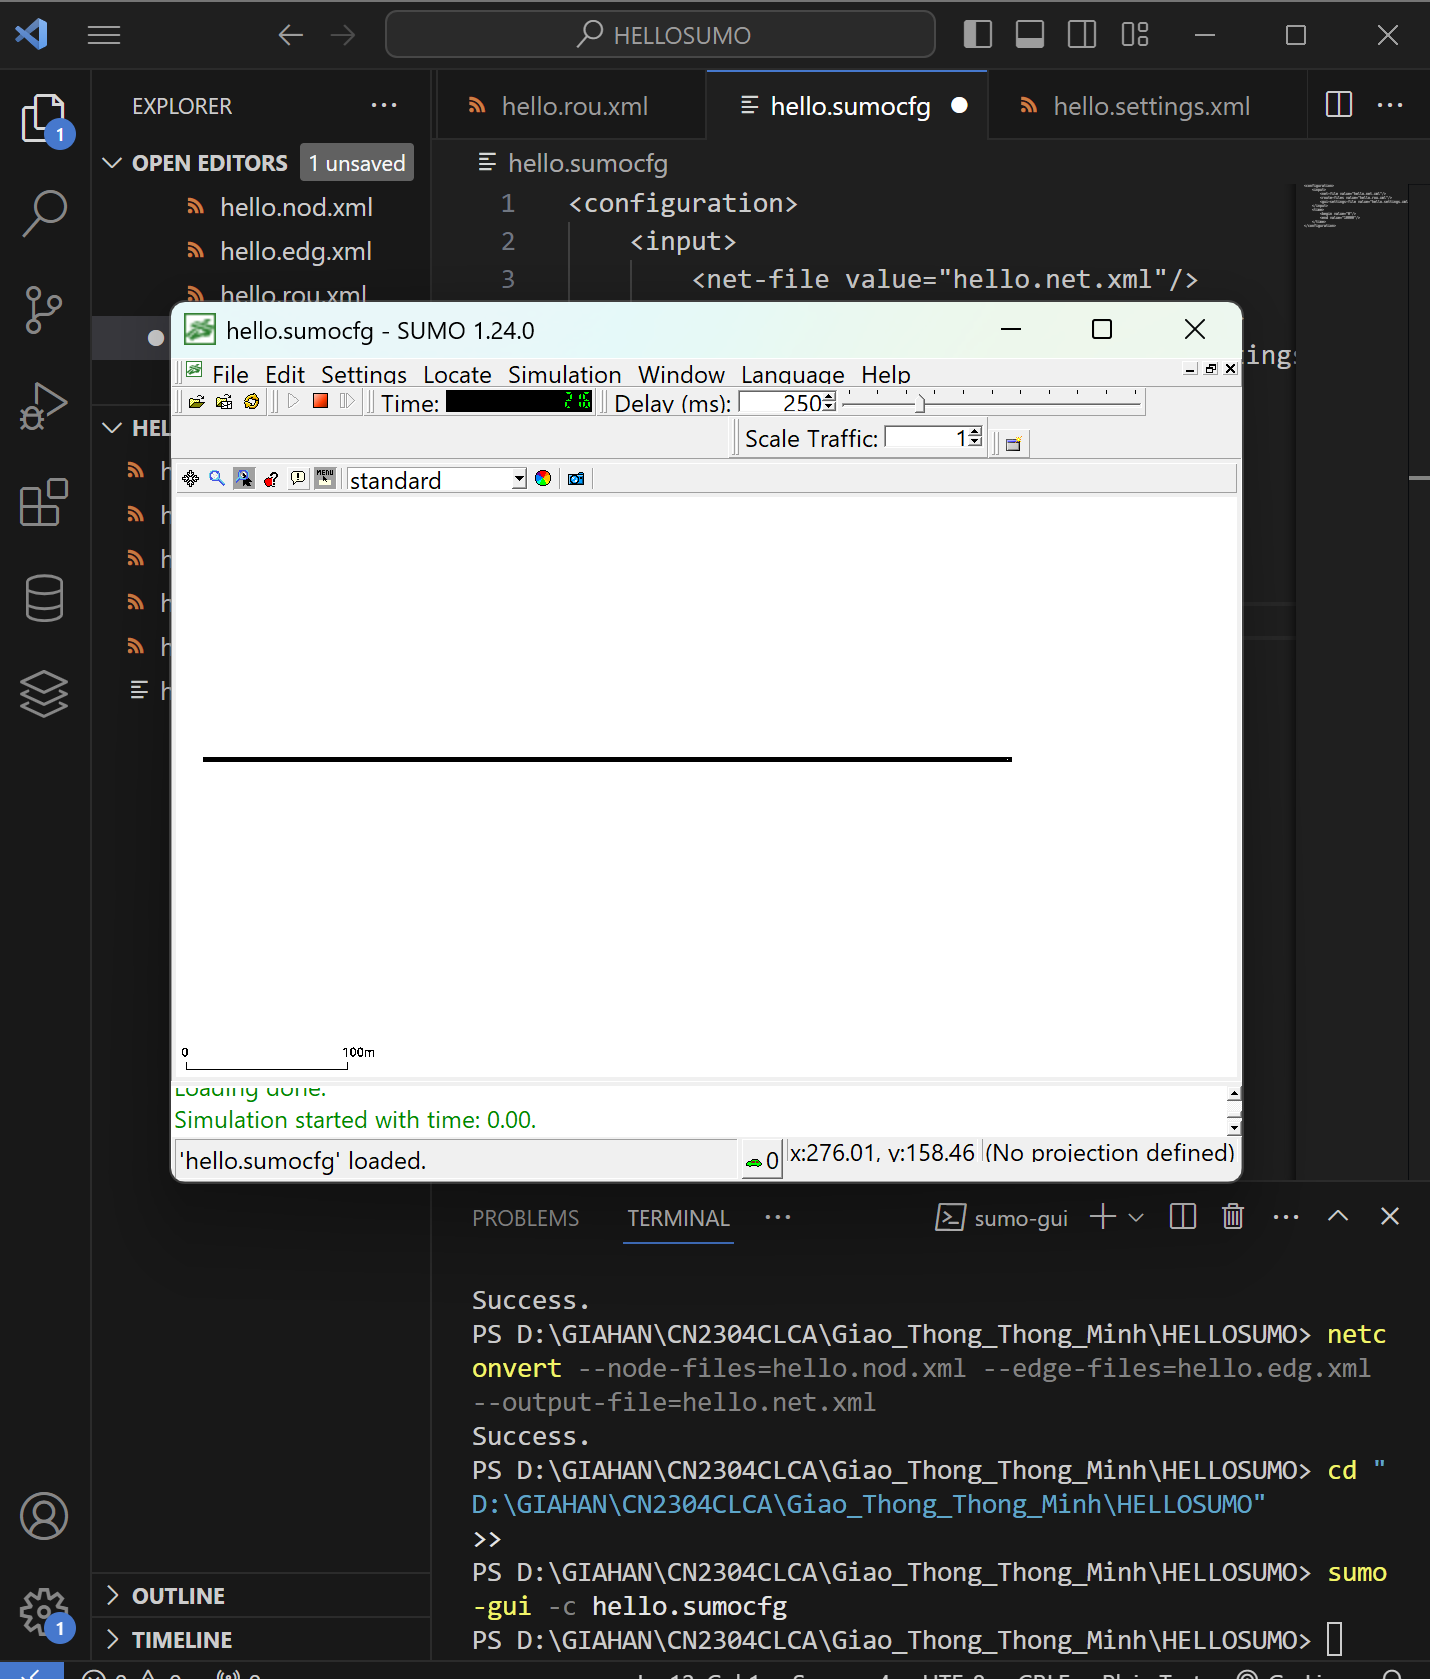 HELLOSUMO
EXPLORER
OPEN EDITORS
1 unsaved
hello.nod.xml
hello.edg.xml
hello.rou.xml
1
hello.rou.xml
hello.sumocfg
hello.settings.xml
hello.sumocfg
1 <configuration>
2 <input>
3 <net-file value="hello.net.xml"/>
hello.sumocfg - SUMO 1.24.0
File Edit Settings Locate Simulation Window Language Help
Time: Delay (ms): 250
Scale Traffic: 1
MENU
standard
0 100m
Loading done.
Simulation started with time: 0.00.
'hello.sumocfg' loaded.
0
x:276.01, y:158.46
(No projection defined)
PROBLEMS
TERMINAL
sumo-gui
Success.
PS D:\GIAHAN\CN2304CLCA\Giao_Thong_Thong_Minh\HELLOSUMO> netc
onvert --node-files=hello.nod.xml --edge-files=hello.edg.xml
--output-file=hello.net.xml
Success.
PS D:\GIAHAN\CN2304CLCA\Giao_Thong_Thong_Minh\HELLOSUMO> cd "
D:\GIAHAN\CN2304CLCA\Giao_Thong_Thong_Minh\HELLOSUMO"
>>
PS D:\GIAHAN\CN2304CLCA\Giao_Thong_Thong_Minh\HELLOSUMO> sumo
-gui -c hello.sumocfg
PS D:\GIAHAN\CN2304CLCA\Giao_Thong_Thong_Minh\HELLOSUMO>
1
OUTLINE
TIMELINE